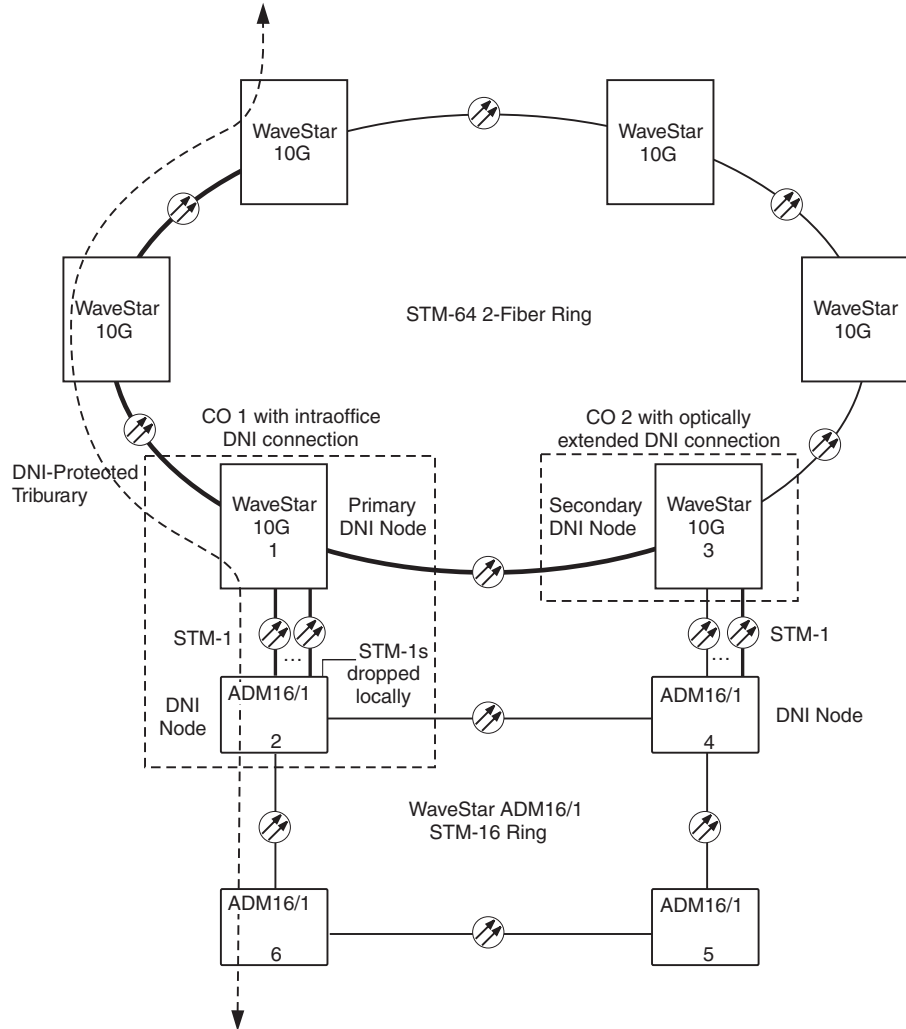 WaveStar
10G
WaveStar
10G
WaveStar
10G
STM-64 2-Fiber Ring
WaveStar
10G
CO 1 with intraoffice
DNI connection
CO 2 with optically
extended DNI connection
DNI-Protected
Triburary
WaveStar
10G
1
Primary
DNI Node
Secondary
DNI Node
WaveStar
10G
3
STM-1
...
STM-1s
dropped
locally
...
STM-1
DNI
Node
ADM16/1
2
ADM16/1
4
DNI Node
WaveStar ADM16/1
STM-16 Ring
ADM16/1
6
ADM16/1
5